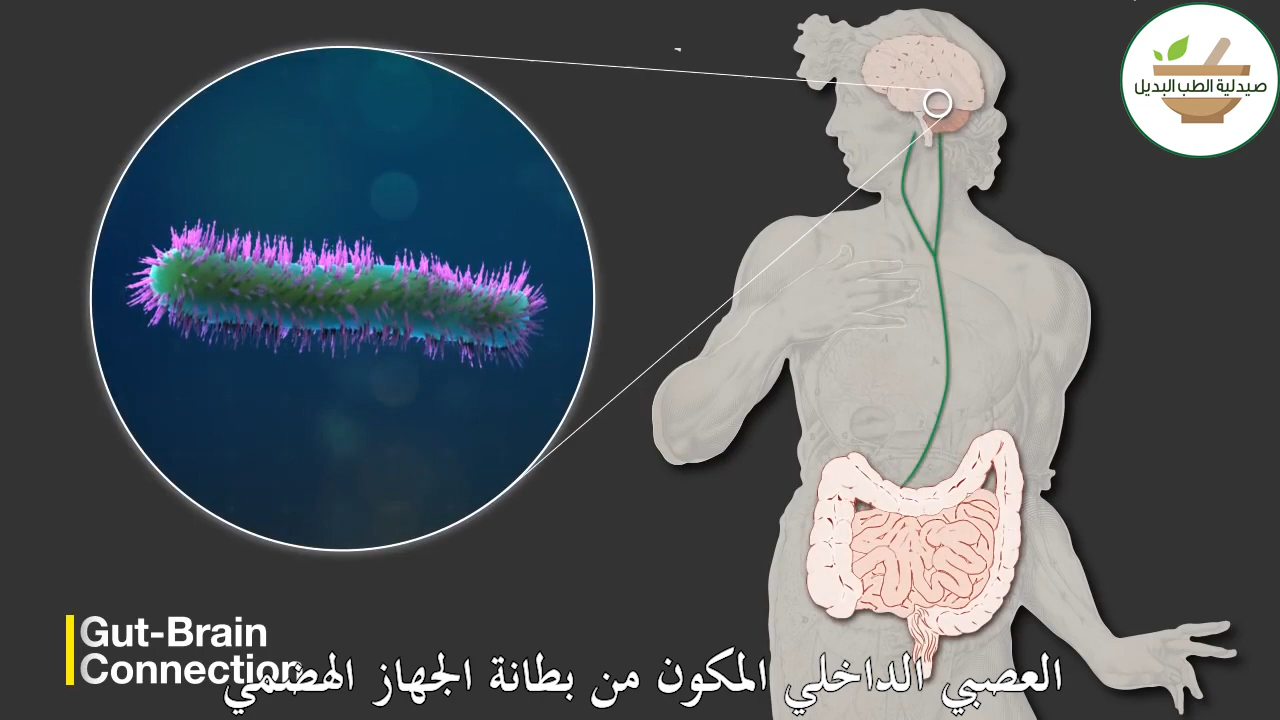 صيدلية الطب البديل
Gut-Brain
Connection
العصبي الداخلي المكون من بطانة الجهاز الهضمي